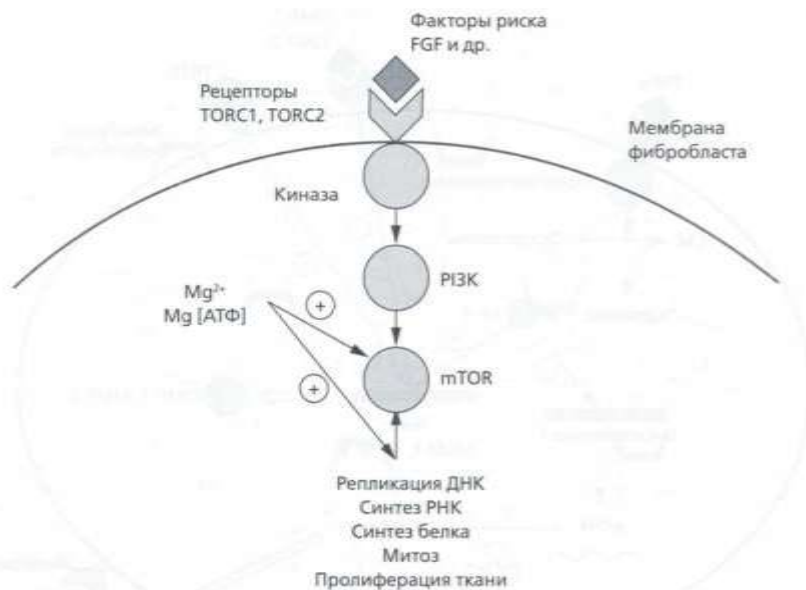 Факторы риска
FGF и др.
Рецепторы
TORC1, TORC2
Мембрана
фибробласта
Киназа
PI3K
Mg²⁺
Mg [АТФ]
+
+
mTOR
Репликация ДНК
Синтез РНК
Синтез белка
Митоз
Пролиферация ткани